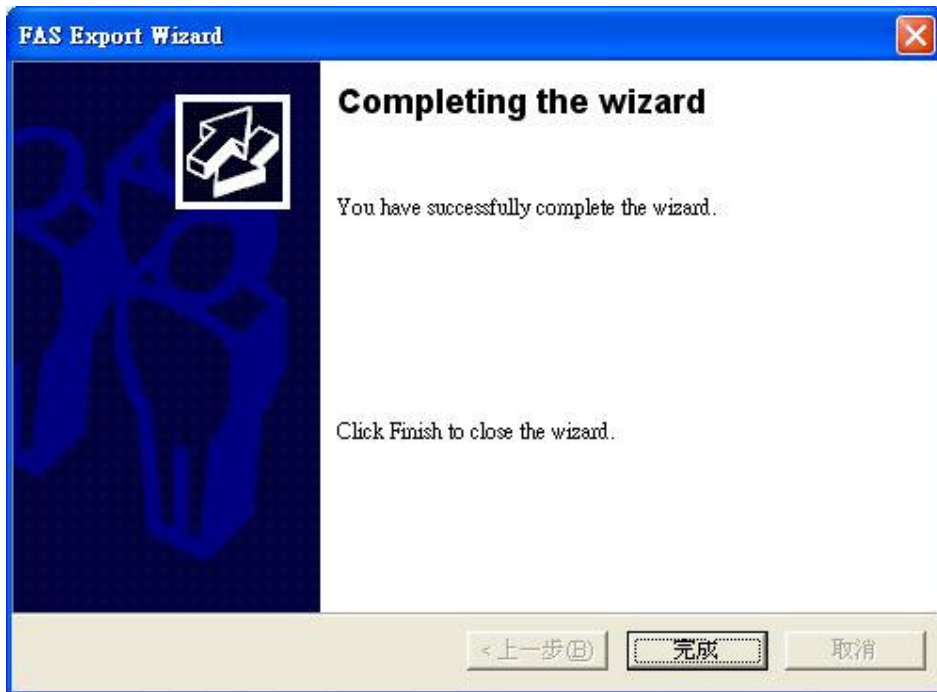 FAS Export Wizard
Completing the wizard
You have successfully complete the wizard.
Click Finish to close the wizard.
<上一步(B)
完成
取消